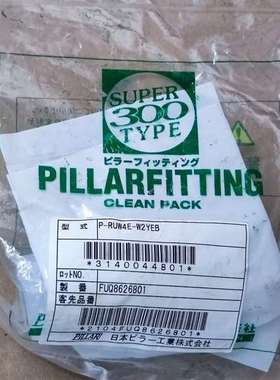 SUPER
300
TYPE
ピラーフィッティング
PILLARFITTING
CLEAN PACK
型式 P-RUW4E-W2YEB
*3140044801*
ロットNO.
製番 FUQ8626801
客先品番
*2104FUQ8626801*
PILLAR 日本ピラー工業株式会社